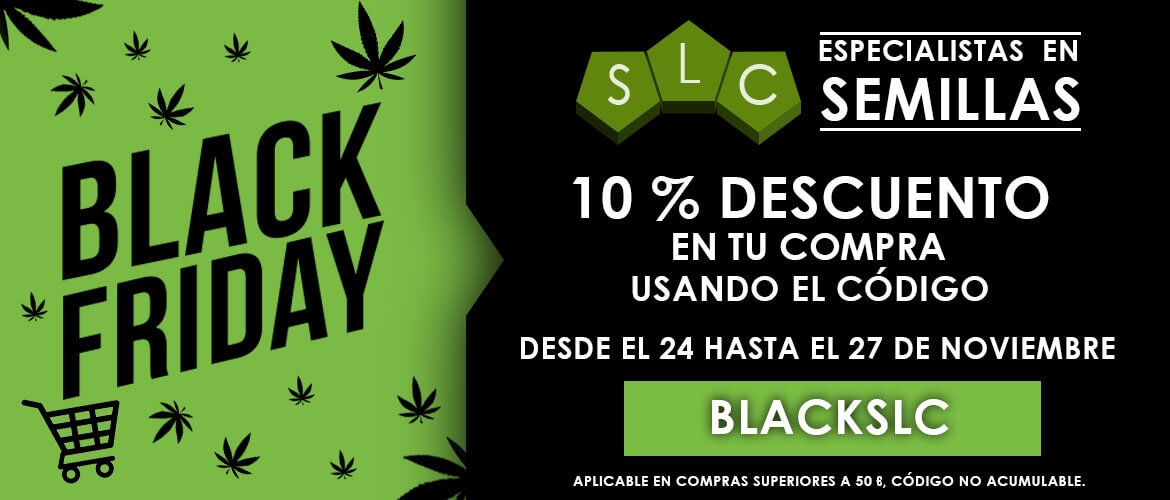 BLACK
FRIDAY
SLC
ESPECIALISTAS EN
SEMILLAS
10 % DESCUENTO
EN TU COMPRA
USANDO EL CÓDIGO
DESDE EL 24 HASTA EL 27 DE NOVIEMBRE
BLACKSLC
APLICABLE EN COMPRAS SUPERIORES A 50 €, CÓDIGO NO ACUMULABLE.